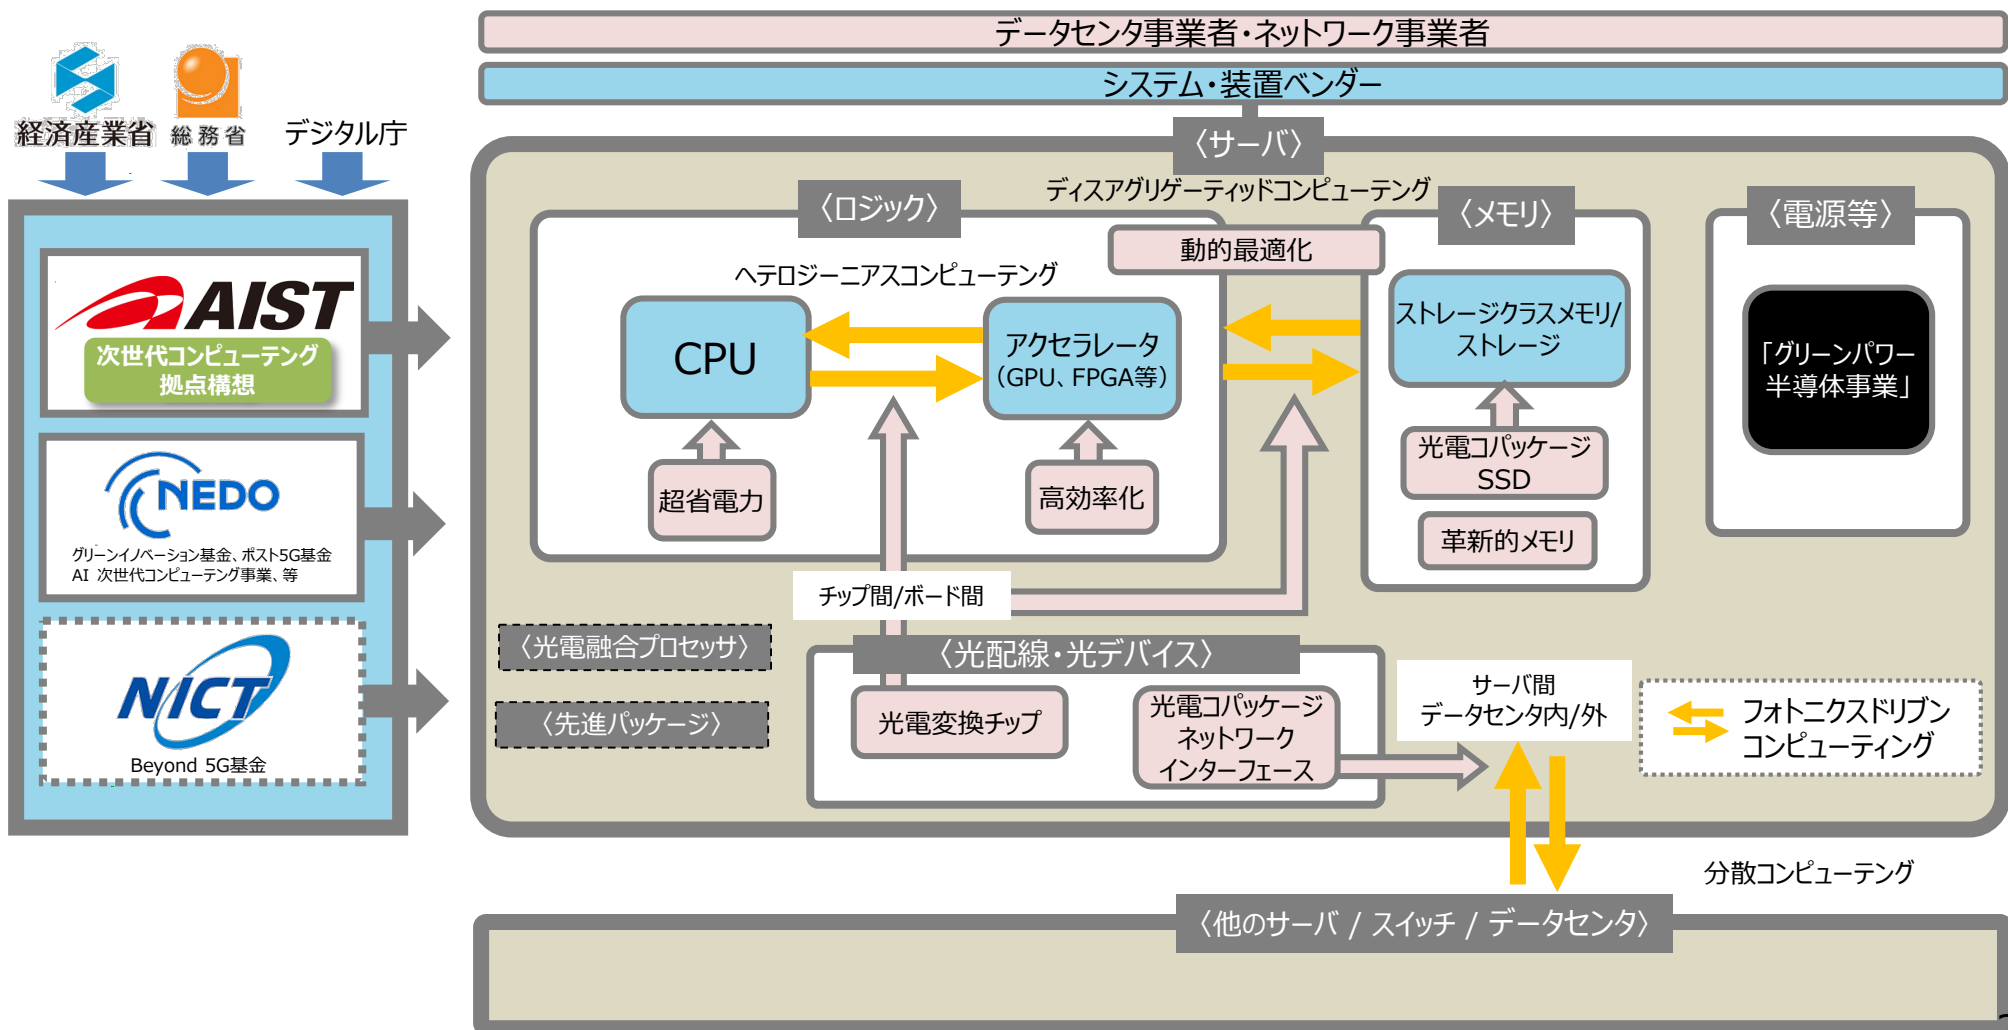 データセンタ事業者・ネットワーク事業者
システム・装置ベンダー
経済産業省
総務省
デジタル庁
AIST
次世代コンピューテング
拠点構想
NEDO
グリーンイノベーション基金、ポスト5G基金
AI 次世代コンピューテング事業、等
NICT
Beyond 5G基金
〈サーバ〉
ディスアグリゲーティッドコンピューテング
〈ロジック〉
〈メモリ〉
〈電源等〉
動的最適化
ヘテロジーニアスコンピューテング
CPU
アクセラレータ
(GPU、FPGA等)
ストレージクラスメモリ/
ストレージ
「グリーンパワー
半導体事業」
超省電力
高効率化
光電コパッケージ
SSD
革新的メモリ
チップ間/ボード間
〈光電融合プロセッサ〉
〈先進パッケージ〉
〈光配線・光デバイス〉
光電変換チップ
光電コパッケージ
ネットワーク
インターフェース
サーバ間
データセンタ内/外
フォトニクスドリブン
コンピューティング
分散コンピューテング
〈他のサーバ / スイッチ / データセンタ〉